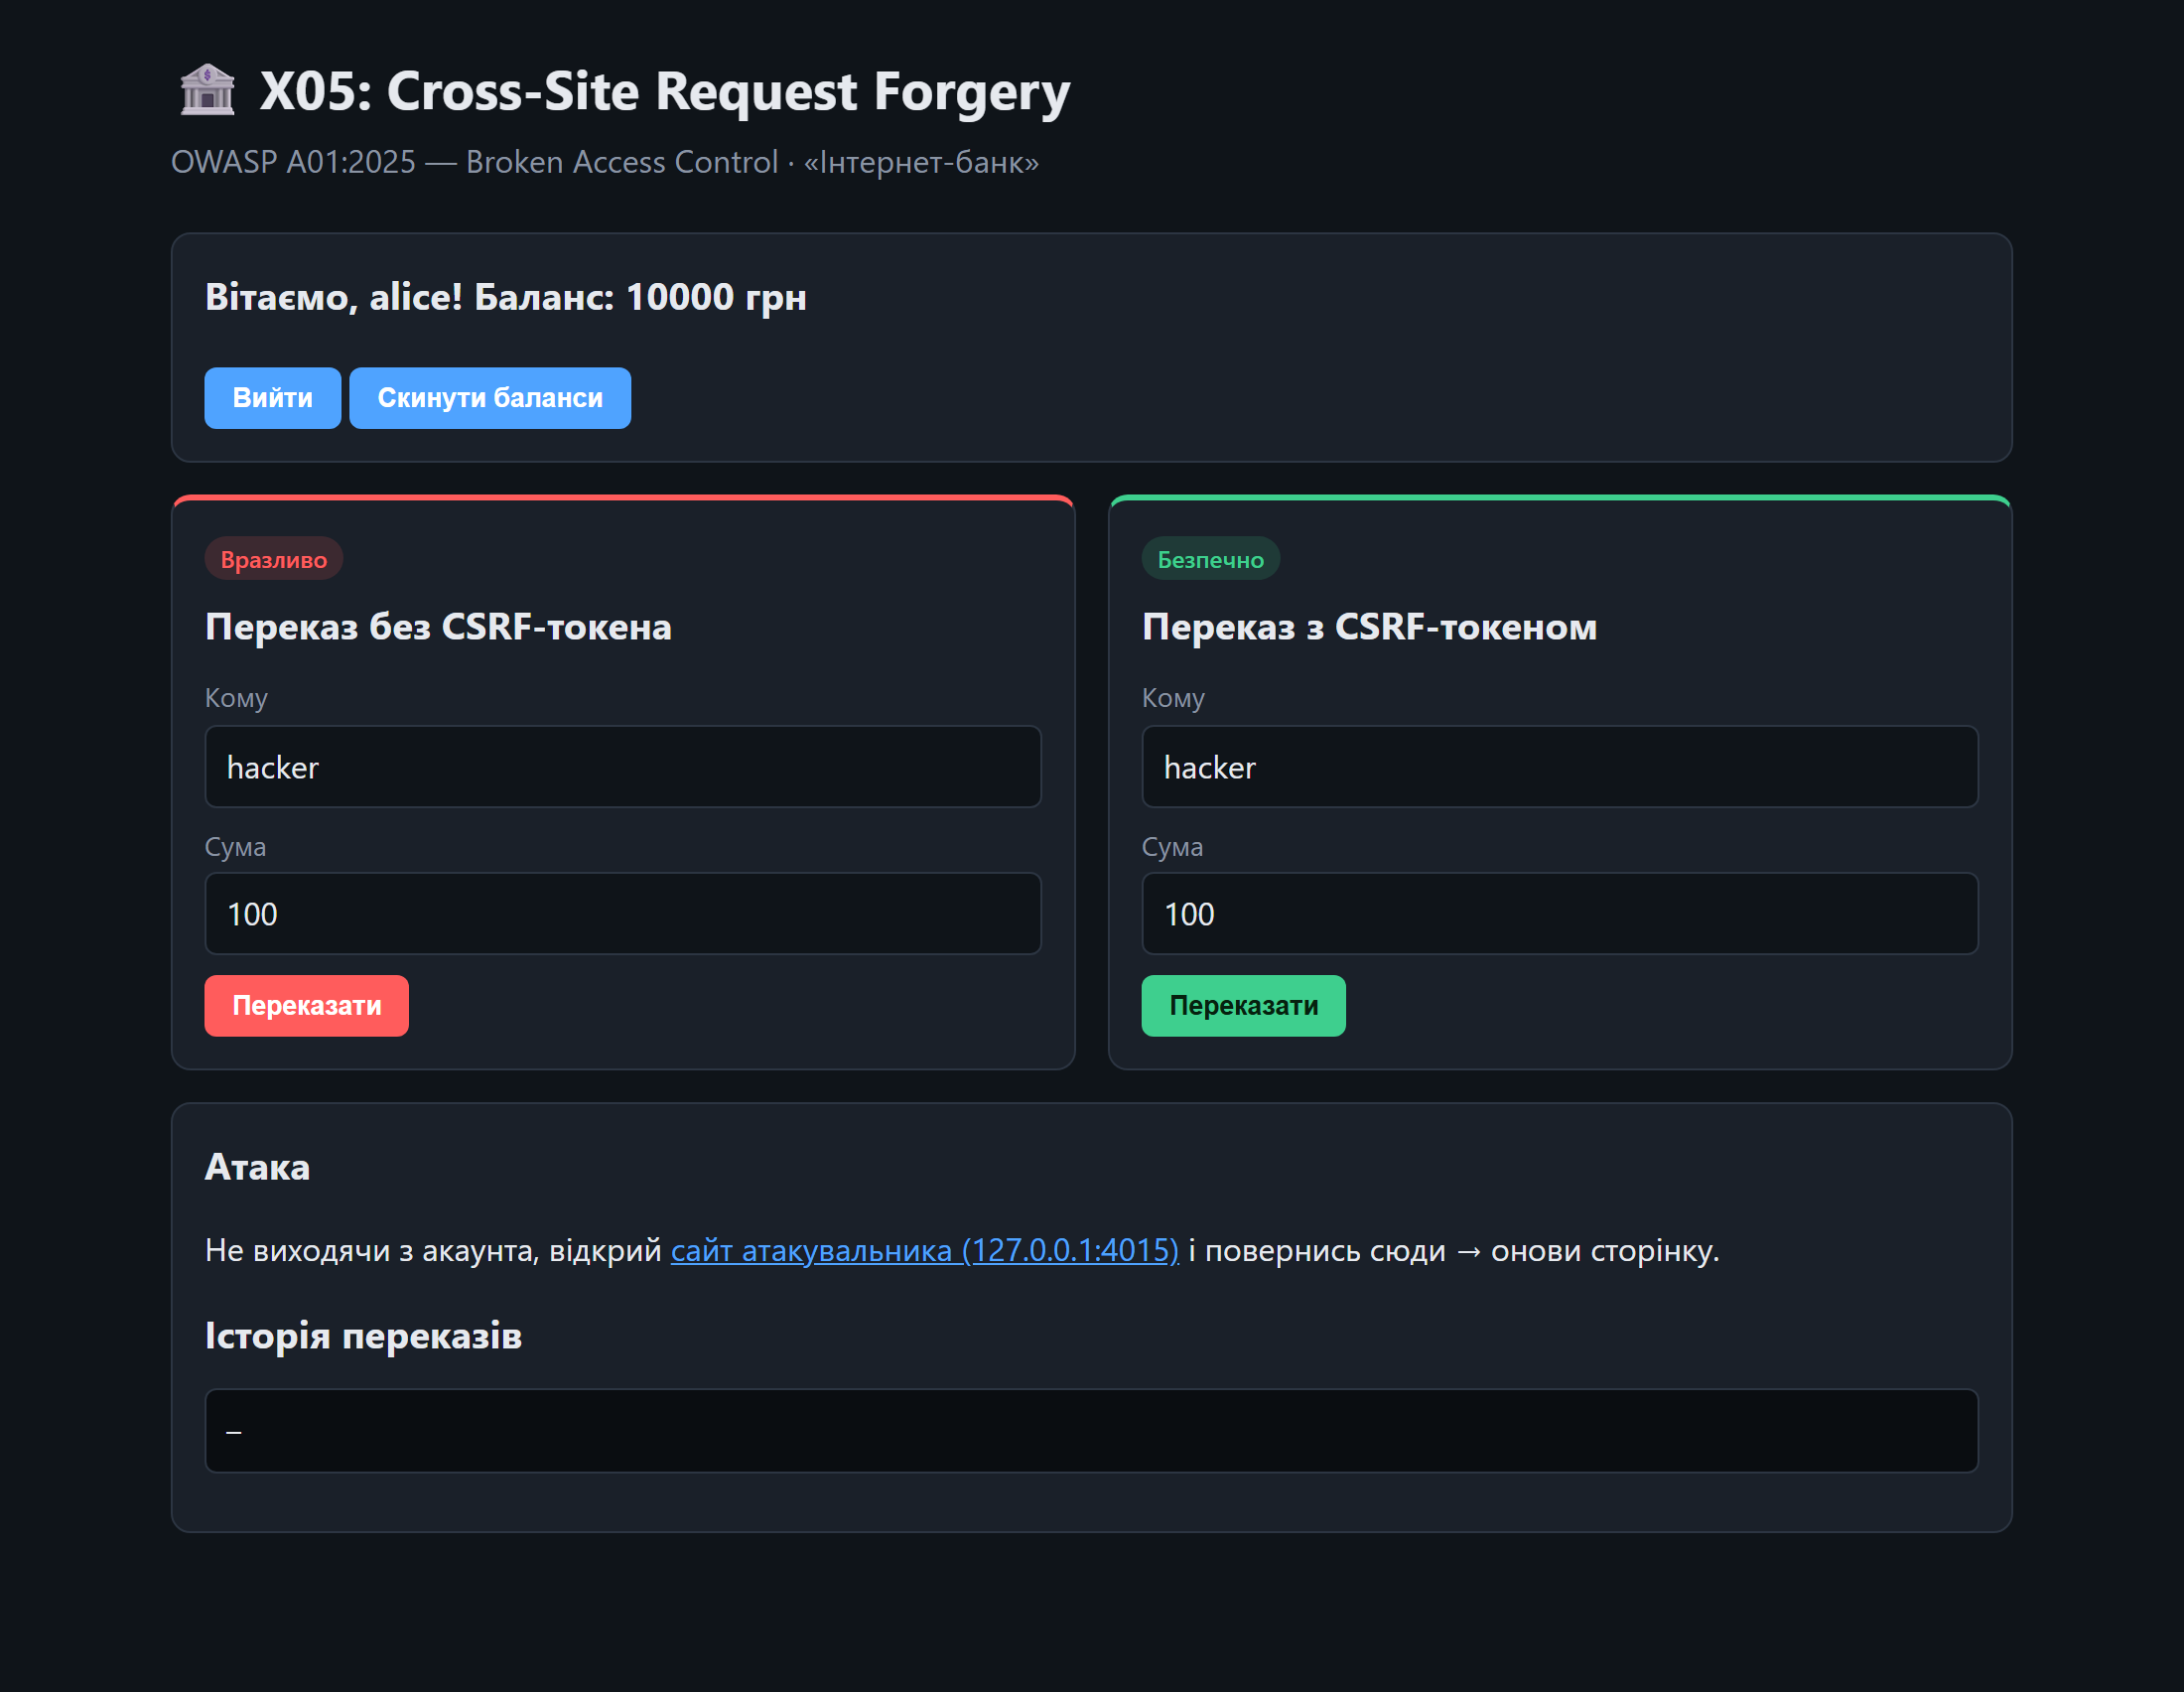 X05: Cross-Site Request Forgery
OWASP A01:2025 — Broken Access Control · «Інтернет-банк»
Вітаємо, alice! Баланс: 10000 грн
Вийти
Скинути баланси
Вразливо
Переказ без CSRF-токена
Кому
hacker
Сума
100
Переказати
Безпечно
Переказ з CSRF-токеном
Кому
hacker
Сума
100
Переказати
Атака
Не виходячи з акаунта, відкрий сайт атакувальника (127.0.0.1:4015) і повернись сюди → онови сторінку.
Історія переказів
–